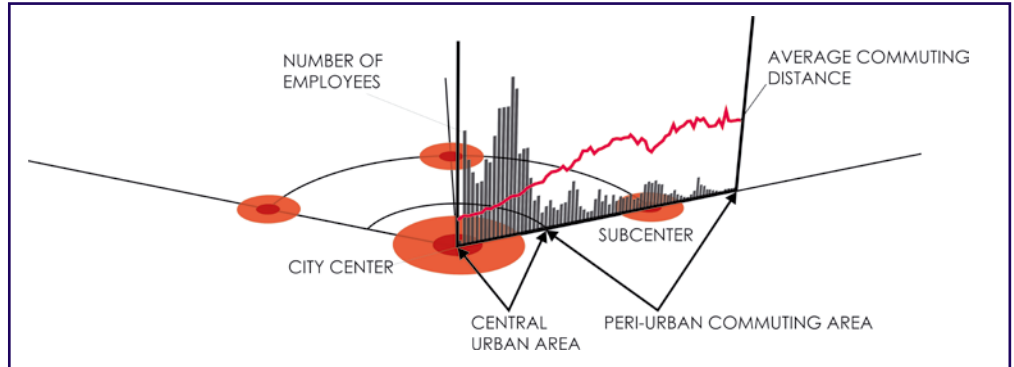 NUMBER OF
EMPLOYEES
AVERAGE COMMUTING
DISTANCE
SUBCENTER
CITY CENTER
CENTRAL
URBAN AREA
PERI-URBAN COMMUTING AREA